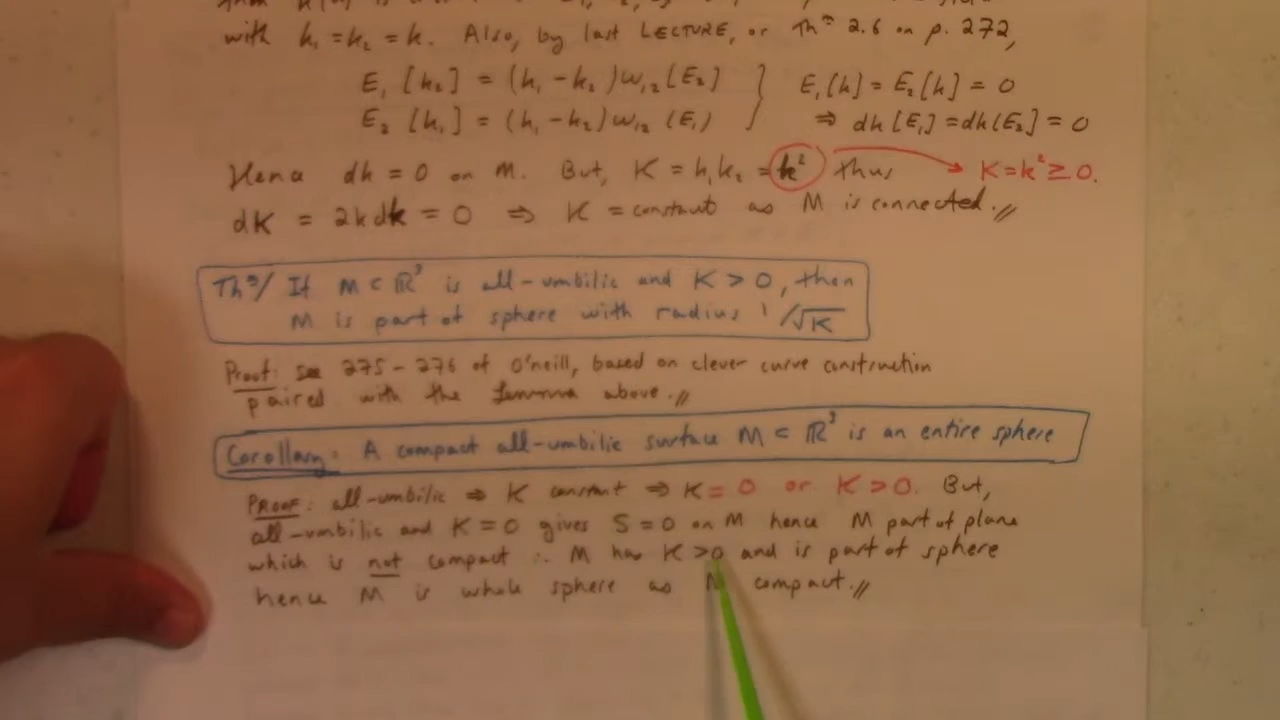 with k₁ = k₂ = k. Also, by last LECTURE, or Thᵐ 2.6 on p. 272,
E₁[k₂] = (k₁ - k₂)ω₁₂[E₂]
E₂[k₁] = (k₁ - k₂)ω₁₂(E₁)
E₁[k] = E₂[k] = 0
⇒ dk[E₁] = dk(E₂) = 0
Hence dk = 0 on M. But, K = k₁k₂ = k² thus → K = k² ≥ 0.
dK = 2kdk = 0 ⇒ K = constant as M is connected.//
Thᵐ/ If M ⊂ ℝ³ is all-umbilic and K > 0, then
M is part of sphere with radius 1/√K
Proof: see 275-276 of O'neill, based on clever curve construction
paired with the Lemma above.//
Corollary: A compact all-umbilic surface M ⊂ ℝ³ is an entire sphere
PROOF: all-umbilic ⇒ K constant ⇒ K = 0 or K > 0. But,
all-umbilic and K = 0 gives S = 0 on M hence M part of plane
which is not compact ∴ M has K > 0 and is part of sphere
hence M is whole sphere as M compact.//